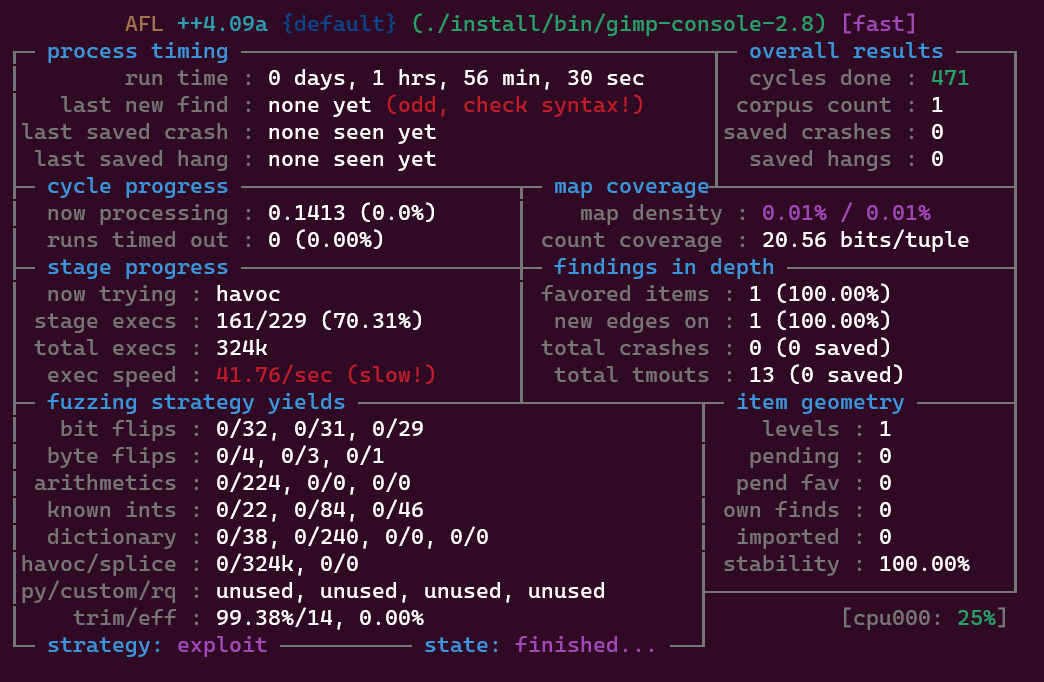 AFL ++4.09a {default} (./install/bin/gimp-console-2.8) [fast]
process timing overall results
run time : 0 days, 1 hrs, 56 min, 30 sec cycles done : 471
last new find : none yet (odd, check syntax!) corpus count : 1
last saved crash : none seen yet saved crashes : 0
last saved hang : none seen yet saved hangs : 0
cycle progress map coverage
now processing : 0.1413 (0.0%) map density : 0.01% / 0.01%
runs timed out : 0 (0.00%) count coverage : 20.56 bits/tuple
stage progress findings in depth
now trying : havoc favored items : 1 (100.00%)
stage execs : 161/229 (70.31%) new edges on : 1 (100.00%)
total execs : 324k total crashes : 0 (0 saved)
exec speed : 41.76/sec (slow!) total tmouts : 13 (0 saved)
fuzzing strategy yields item geometry
bit flips : 0/32, 0/31, 0/29 levels : 1
byte flips : 0/4, 0/3, 0/1 pending : 0
arithmetics : 0/224, 0/0, 0/0 pend fav : 0
known ints : 0/22, 0/84, 0/46 own finds : 0
dictionary : 0/38, 0/240, 0/0, 0/0 imported : 0
havoc/splice : 0/324k, 0/0 stability : 100.00%
py/custom/rq : unused, unused, unused, unused
trim/eff : 99.38%/14, 0.00% [cpu000: 25%]
strategy: exploit state: finished...